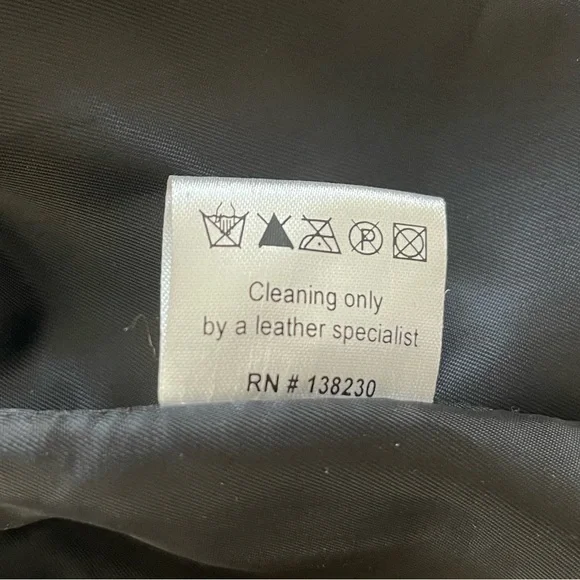 Cleaning only
by a leather specialist
RN # 138230